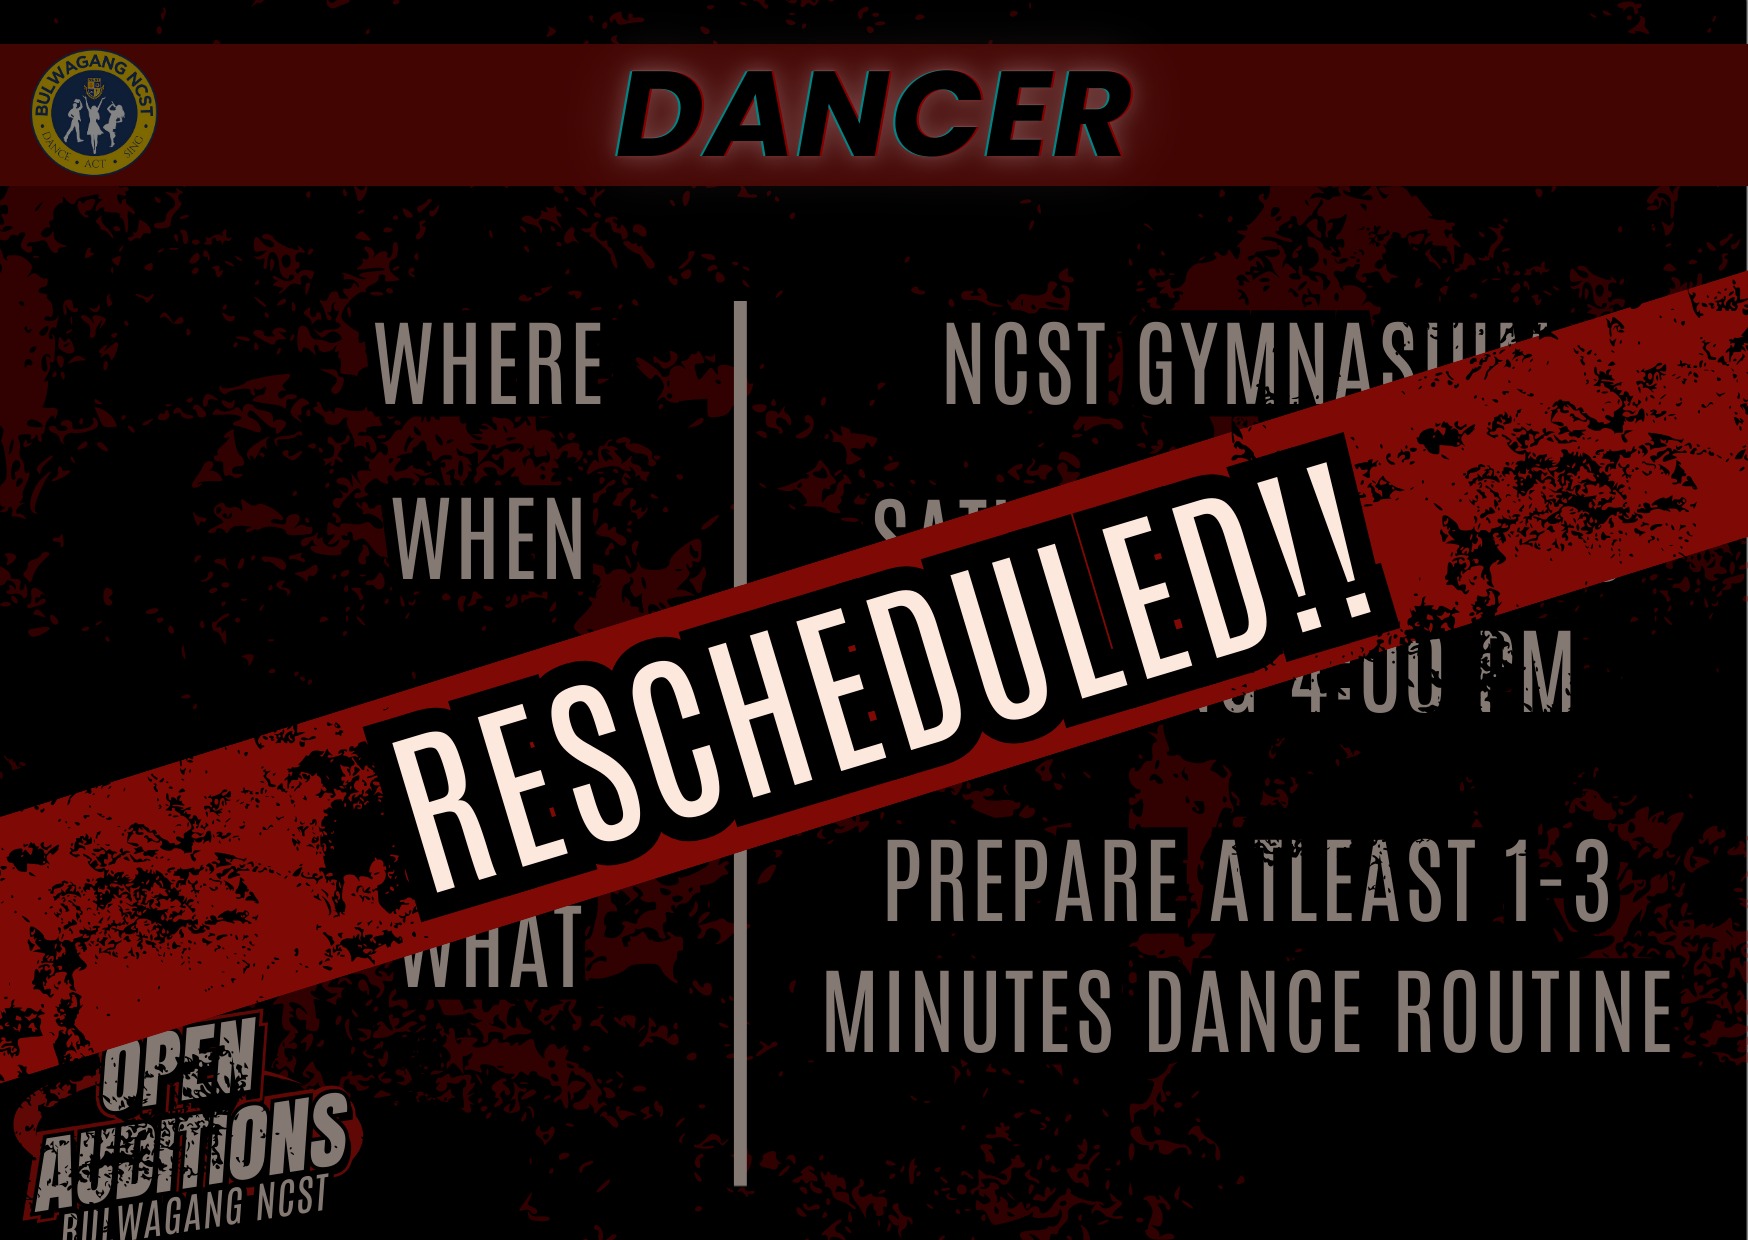 BULWAGANG NCST
DANCE • ACT • SING
DANCER
WHERE
NCST GYMNASIUM
WHEN
4:00 PM
RESCHEDULED!!
WHAT
PREPARE ATLEAST 1-3
MINUTES DANCE ROUTINE
OPEN
AUDITIONS
BULWAGANG NCST